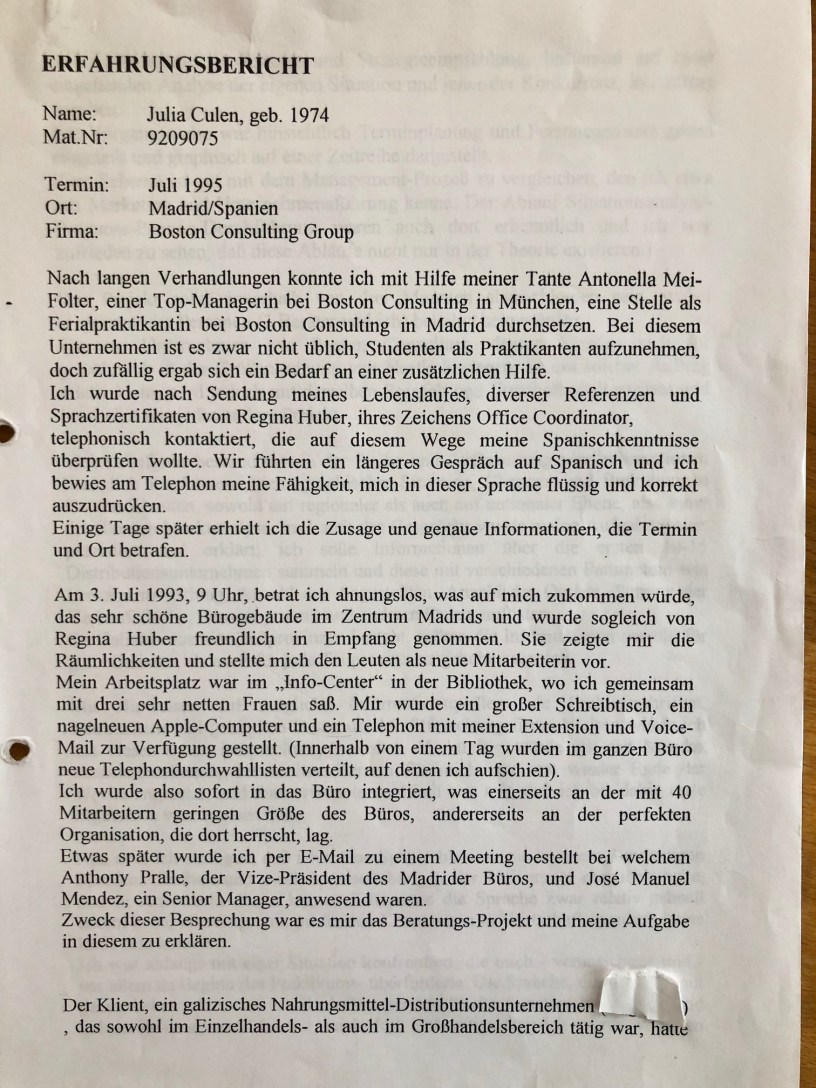 ERFAHRUNGSBERICHT
Name: Julia Culen, geb. 1974
Mat.Nr: 9209075
Termin: Juli 1995
Ort: Madrid/Spanien
Firma: Boston Consulting Group
Nach langen Verhandlungen konnte ich mit Hilfe meiner Tante Antonella Mei-
Folter, einer Top-Managerin bei Boston Consulting in München, eine Stelle als
Ferialpraktikantin bei Boston Consulting in Madrid durchsetzen. Bei diesem
Unternehmen ist es zwar nicht üblich, Studenten als Praktikanten aufzunehmen,
doch zufällig ergab sich ein Bedarf an einer zusätzlichen Hilfe.
Ich wurde nach Sendung meines Lebenslaufes, diverser Referenzen und
Sprachzertifikaten von Regina Huber, ihres Zeichens Office Coordinator,
telephonisch kontaktiert, die auf diesem Wege meine Spanischkenntnisse
überprüfen wollte. Wir führten ein längeres Gespräch auf Spanisch und ich
bewies am Telephon meine Fähigkeit, mich in dieser Sprache flüssig und korrekt
auszudrücken.
Einige Tage später erhielt ich die Zusage und genaue Informationen, die Termin
und Ort betrafen.
Am 3. Juli 1993, 9 Uhr, betrat ich ahnungslos, was auf mich zukommen würde,
das sehr schöne Bürogebäude im Zentrum Madrids und wurde sogleich von
Regina Huber freundlich in Empfang genommen. Sie zeigte mir die
Räumlichkeiten und stellte mich den Leuten als neue Mitarbeiterin vor.
Mein Arbeitsplatz war im „Info-Center“ in der Bibliothek, wo ich gemeinsam
mit drei sehr netten Frauen saß. Mir wurde ein großer Schreibtisch, ein
nagelneuen Apple-Computer und ein Telephon mit meiner Extension und Voice-
Mail zur Verfügung gestellt. (Innerhalb von einem Tag wurden im ganzen Büro
neue Telephondurchwahllisten verteilt, auf denen ich aufschien).
Ich wurde also sofort in das Büro integriert, was einerseits an der mit 40
Mitarbeitern geringen Größe des Büros, andererseits an der perfekten
Organisation, die dort herrscht, lag.
Etwas später wurde ich per E-Mail zu einem Meeting bestellt bei welchem
Anthony Pralle, der Vize-Präsident des Madrider Büros, und José Manuel
Mendez, ein Senior Manager, anwesend waren.
Zweck dieser Besprechung war es mir das Beratungs-Projekt und meine Aufgabe
in diesem zu erklären.
Der Klient, ein galizisches Nahrungsmittel-Distributionsunternehmen ( )
, das sowohl im Einzelhandels- als auch im Großhandelsbereich tätig war, hatte